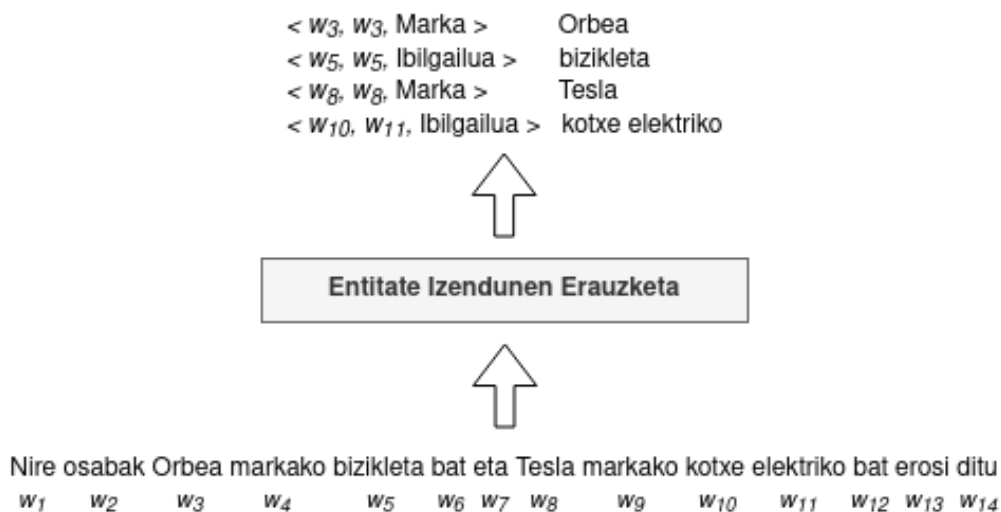 < w3, w3, Marka > Orbea
< w5, w5, Ibilgailua > bizikleta
< w8, w8, Marka > Tesla
< w10, w11, Ibilgailua > kotxe elektriko
Entitate Izendunen Erauzketa
Nire osabak Orbea markako bizikleta bat eta Tesla markako kotxe elektriko bat erosi ditu
w1 w2 w3 w4 w5 w6 w7 w8 w9 w10 w11 w12 w13 w14